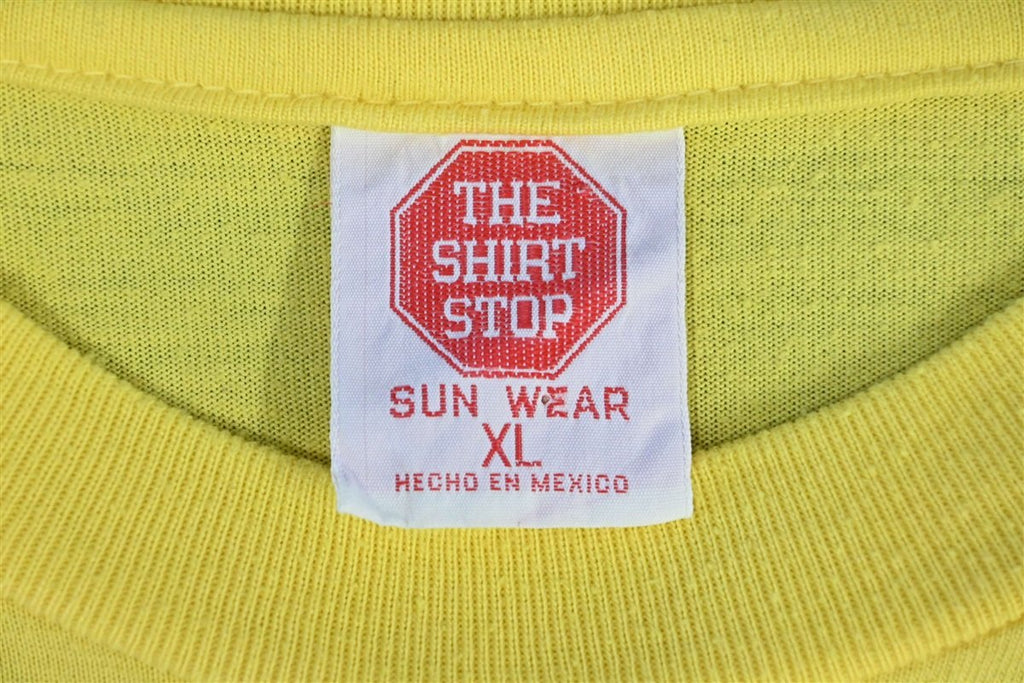 THE
SHIRT
STOP
SUN WEAR
XL
HECHO EN MEXICO